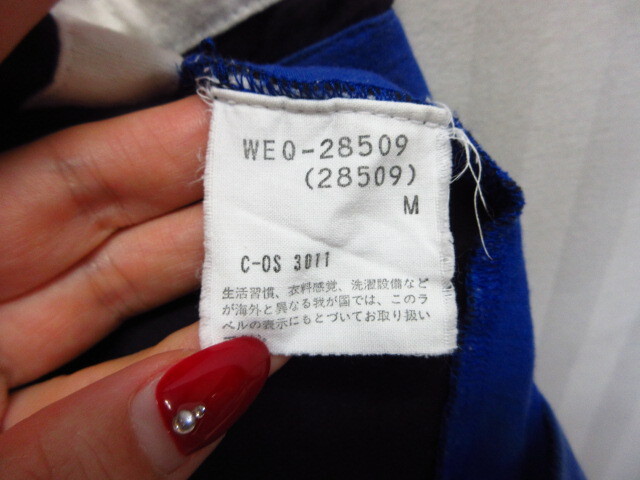 WEQ-28509
(28509)
M
C-OS 3011
生活習慣、衣料感覚、洗濯設備など
が海外と異なる我が国では、このラ
ベルの表示にもとづいてお取り扱い